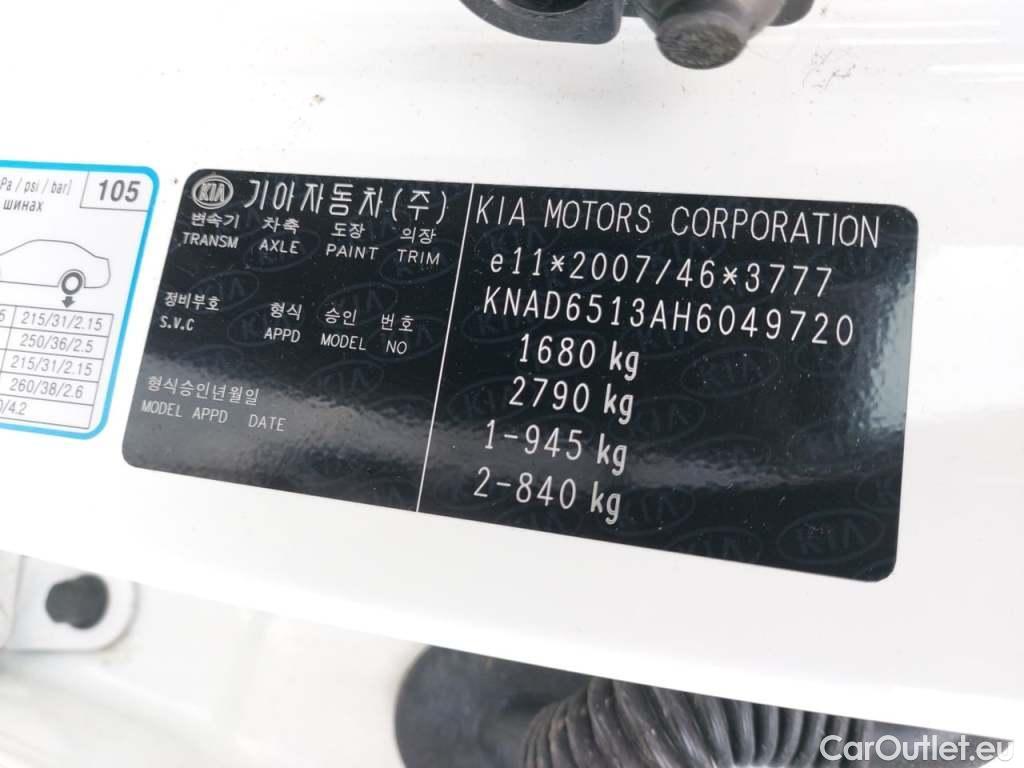 Pa / psi / bar]
105
шинах
215/31/2.15
250/36/2.5
215/31/2.15
260/38/2.6
/4.2
KIA 기아자동차(주)
변속기 차축 도장 의장
TRANSM AXLE PAINT TRIM
정비부호 형식 승인 번호
S.V.C APPD MODEL NO
형식승인년월일
MODEL APPD DATE
KIA MOTORS CORPORATION
e11*2007/46*3777
KNAD6513AH6049720
1680 kg
2790 kg
1-945 kg
2-840 kg
CarOutlet.eu